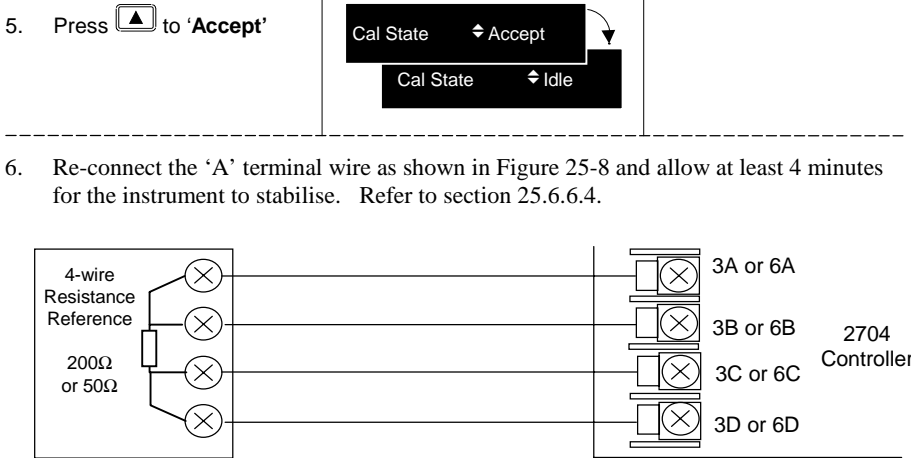 5. Press ▲ to ‘Accept’
Cal State Accept
Cal State Idle
6. Re-connect the ‘A’ terminal wire as shown in Figure 25-8 and allow at least 4 minutes
for the instrument to stabilise. Refer to section 25.6.6.4.
4-wire
Resistance
Reference
200Ω
or 50Ω
3A or 6A
3B or 6B
3C or 6C
3D or 6D
2704
Controller